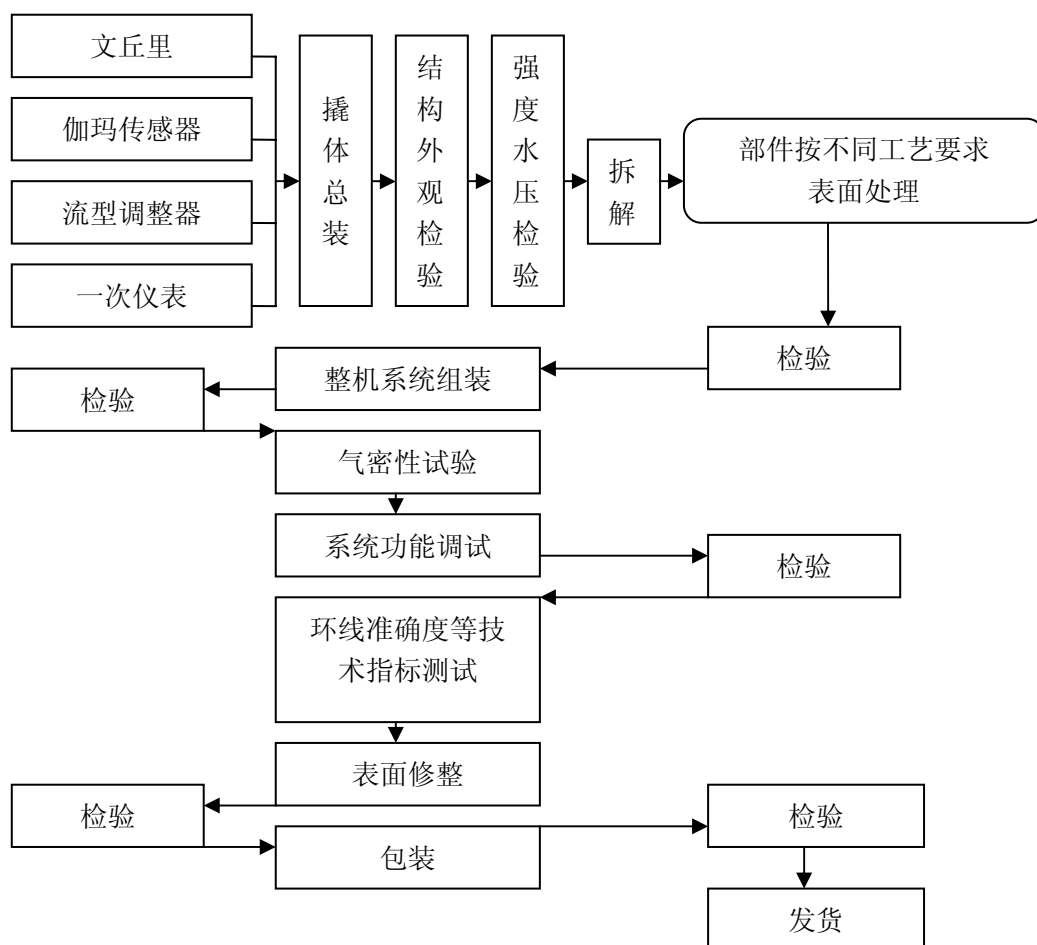 文丘里
伽玛传感器
流型调整器
一次仪表
撬体总装
结构外观检验
强度水压检验
拆解
部件按不同工艺要求
表面处理
检验
整机系统组装
检验
气密性试验
系统功能调试
检验
环线准确度等技
术指标测试
表面修整
检验
包装
检验
发货